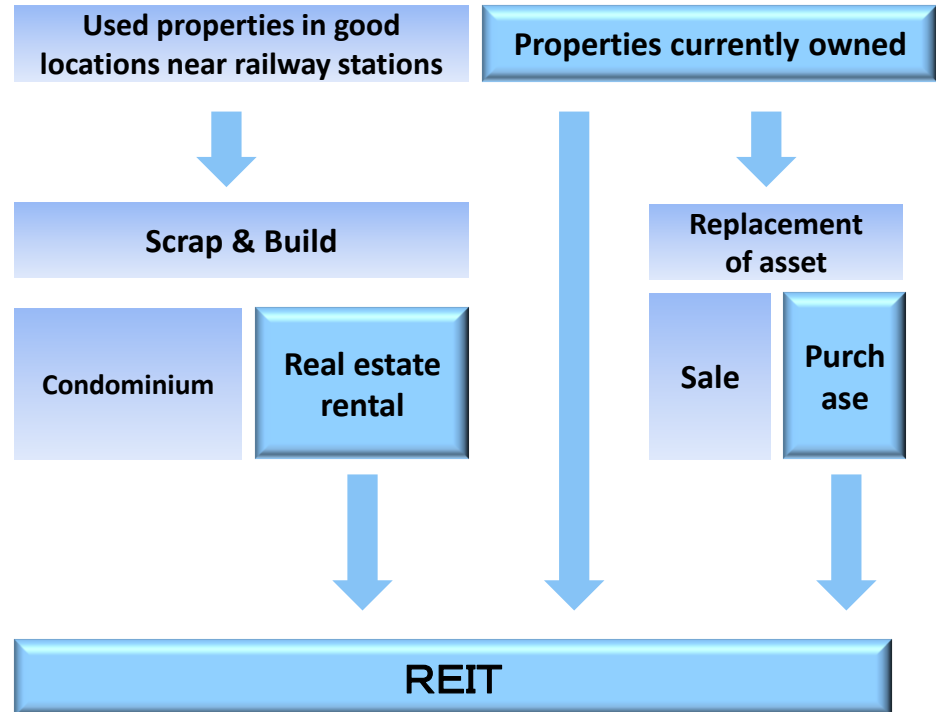 Used properties in good
locations near railway stations
Properties currently owned
Scrap & Build
Replacement
of asset
Condominium
Real estate
rental
Sale
Purch
ase
REIT